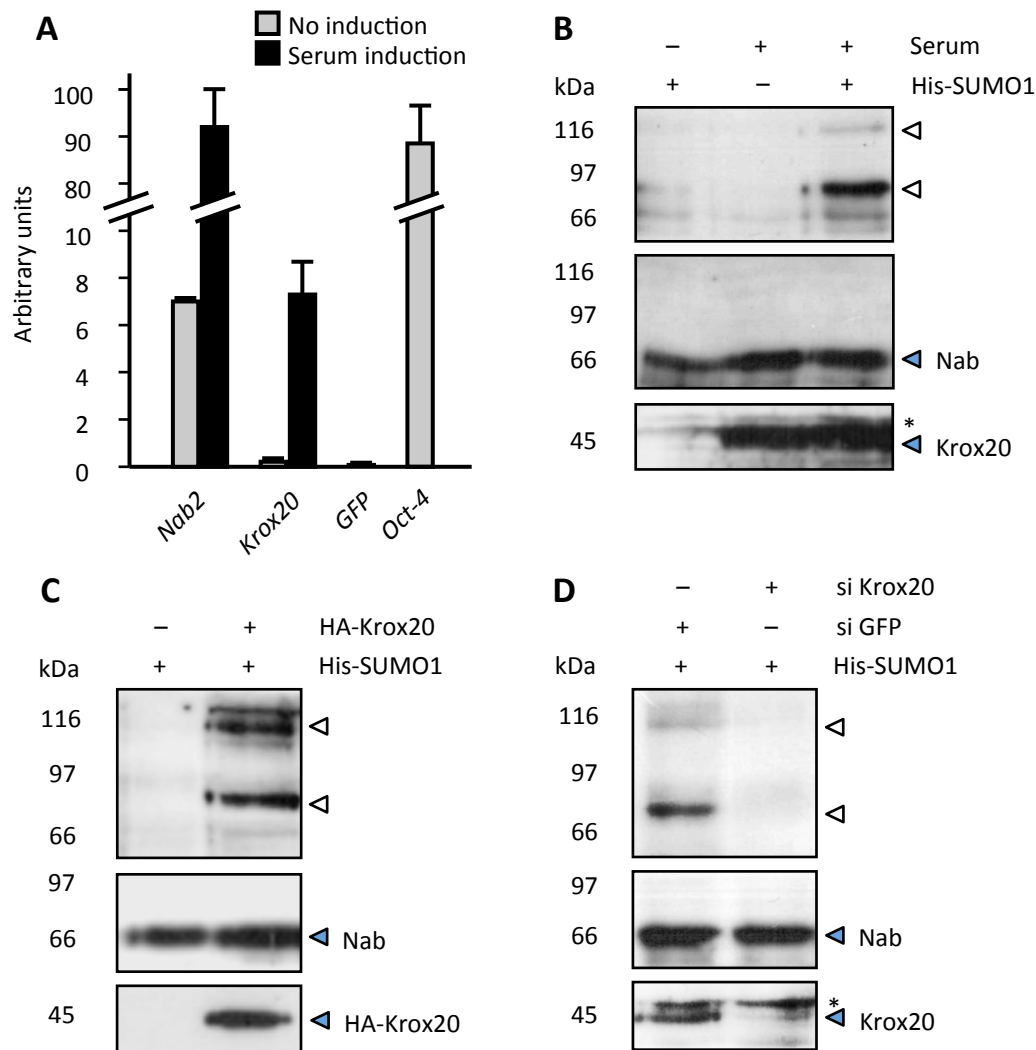 A
No induction
Serum induction
Arbitrary units
100
90
80
10
8
6
4
2
0
Nab2
Krox20
GFP
Oct-4
B
– + + Serum
kDa + – + His-SUMO1
116
97
66
116
97
66 Nab
*
45 Krox20
C
– + HA-Krox20
kDa + + His-SUMO1
116
97
66
97
66 Nab
45 HA-Krox20
D
– + si Krox20
+ – si GFP
kDa + + His-SUMO1
116
97
66
97
66 Nab
*
45 Krox20